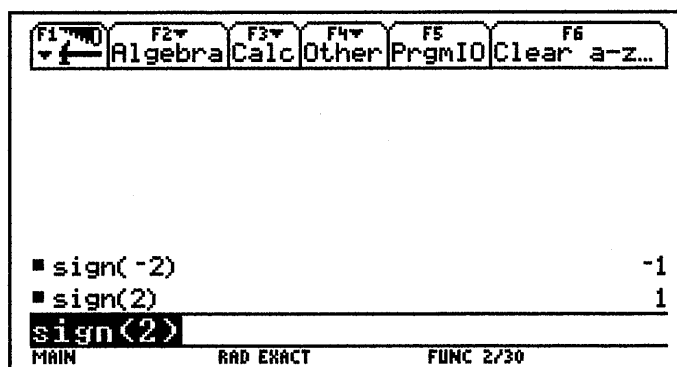 F1 F2 F3 F4 F5 F6
Algebra Calc Other PrgmIO Clear a-z…
sign(-2) -1
sign(2) 1
sign(2)
MAIN RAD EXACT FUNC 2/30